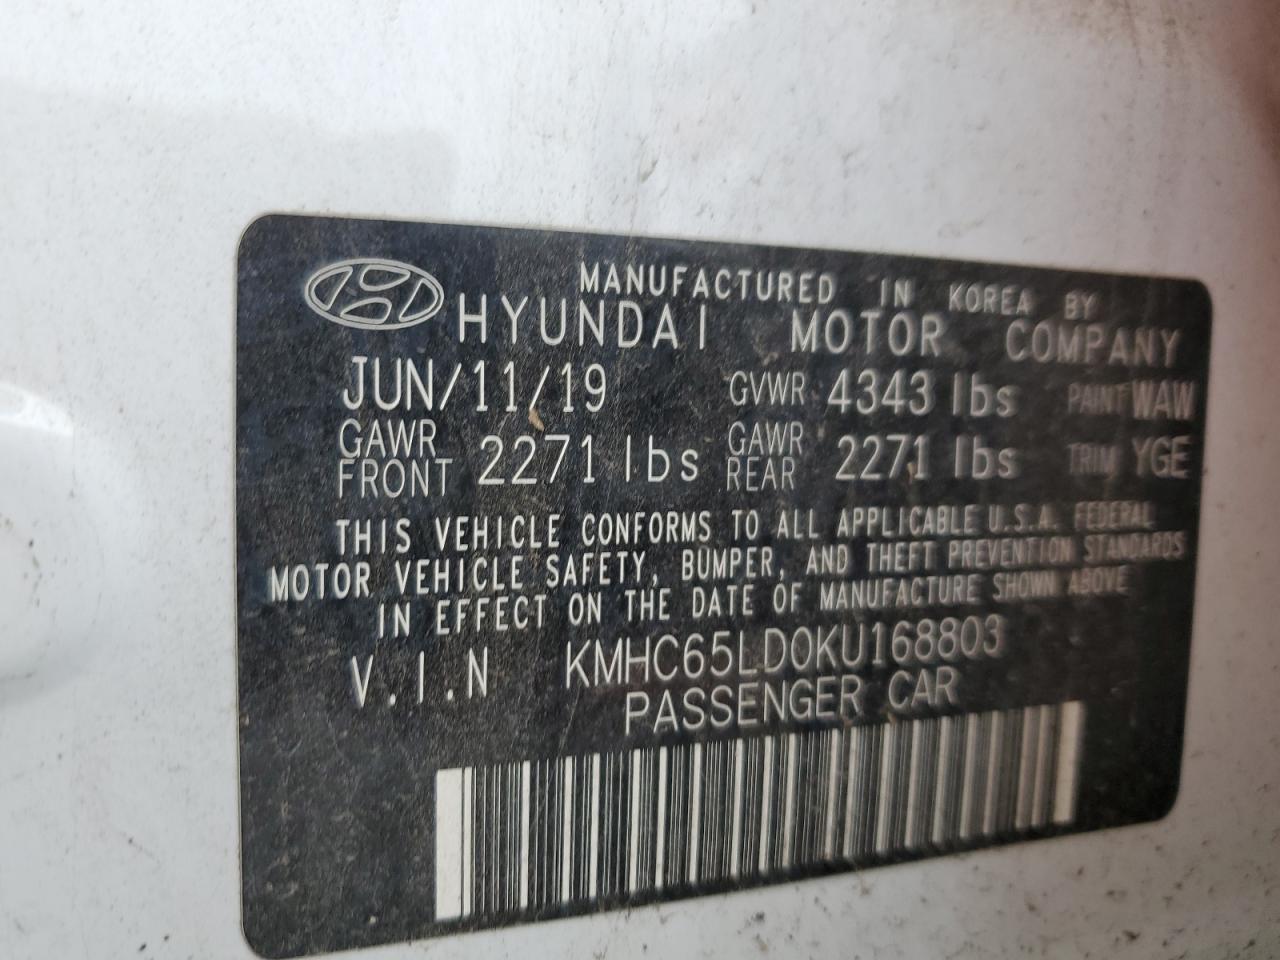 MANUFACTURED IN KOREA BY
HYUNDAI MOTOR COMPANY
JUN/11/19 GVWR 4343 lbs PAINT WAW
GAWR FRONT 2271 lbs GAWR REAR 2271 lbs TRIM YGE
THIS VEHICLE CONFORMS TO ALL APPLICABLE U.S.A. FEDERAL
MOTOR VEHICLE SAFETY, BUMPER, AND THEFT PREVENTION STANDARDS
IN EFFECT ON THE DATE OF MANUFACTURE SHOWN ABOVE
V.I.N KMHC65LD0KU168803
PASSENGER CAR